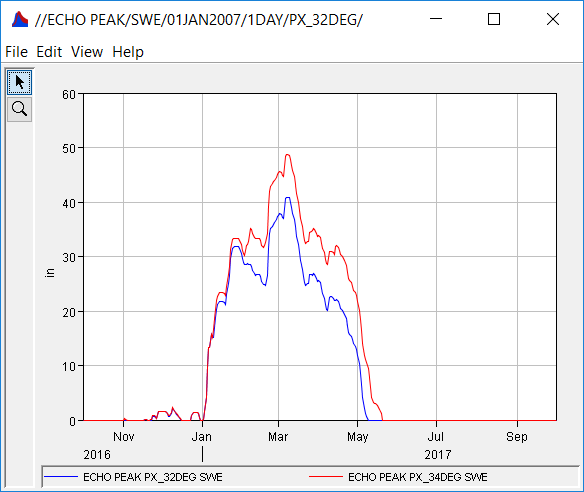 //ECHO PEAK/SWE/01JAN2007/1DAY/PX_32DEG/
File Edit View Help
60
50
40
30
20
10
0
in
Nov Jan Mar May Jul Sep
2016 2017
ECHO PEAK PX_32DEG SWE ECHO PEAK PX_34DEG SWE